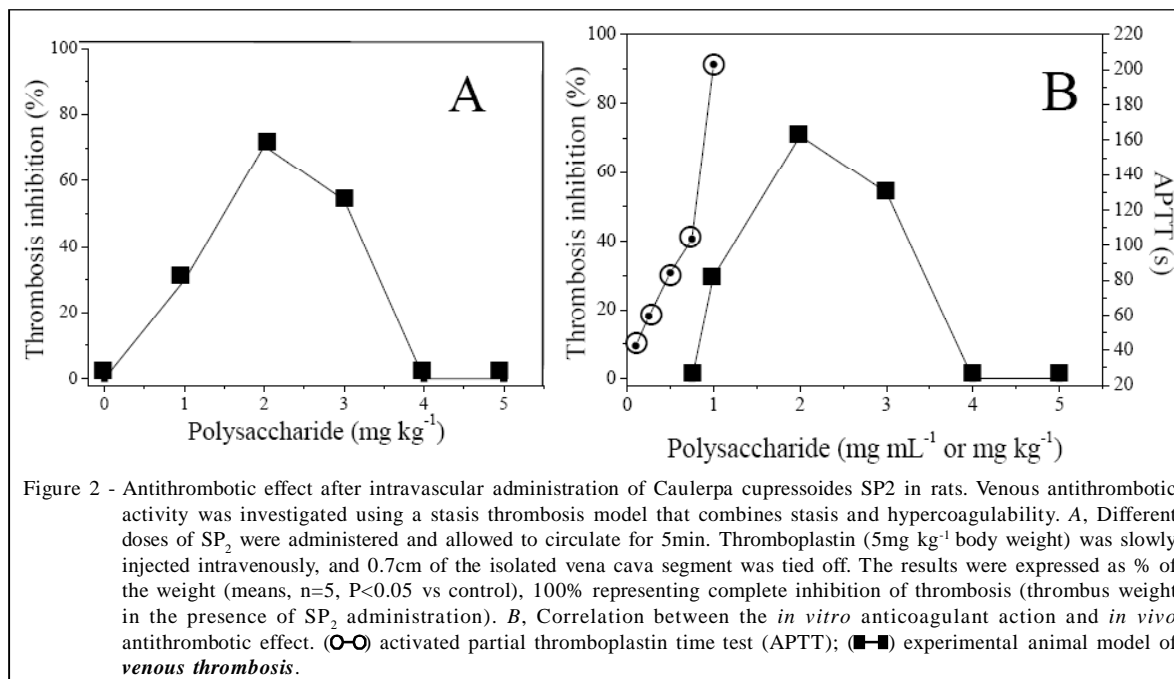 A
B
100
80
60
40
20
0
Thrombosis inhibition (%)
0 1 2 3 4 5
Polysaccharide (mg kg⁻¹)
100
80
60
40
20
0
Thrombosis inhibition (%)
220
200
180
160
140
120
100
80
60
40
20
APTT (s)
0 1 2 3 4 5
Polysaccharide (mg mL⁻¹ or mg kg⁻¹)
Figure 2 - Antithrombotic effect after intravascular administration of Caulerpa cupressoides SP2 in rats. Venous antithrombotic
activity was investigated using a stasis thrombosis model that combines stasis and hypercoagulability. A, Different
doses of SP₂ were administered and allowed to circulate for 5min. Thromboplastin (5mg kg⁻¹ body weight) was slowly
injected intravenously, and 0.7cm of the isolated vena cava segment was tied off. The results were expressed as % of
the weight (means, n=5, P<0.05 vs control), 100% representing complete inhibition of thrombosis (thrombus weight
in the presence of SP₂ administration). B, Correlation between the in vitro anticoagulant action and in vivo
antithrombotic effect. (O-O) activated partial thromboplastin time test (APTT); (■-■) experimental animal model of
venous thrombosis.